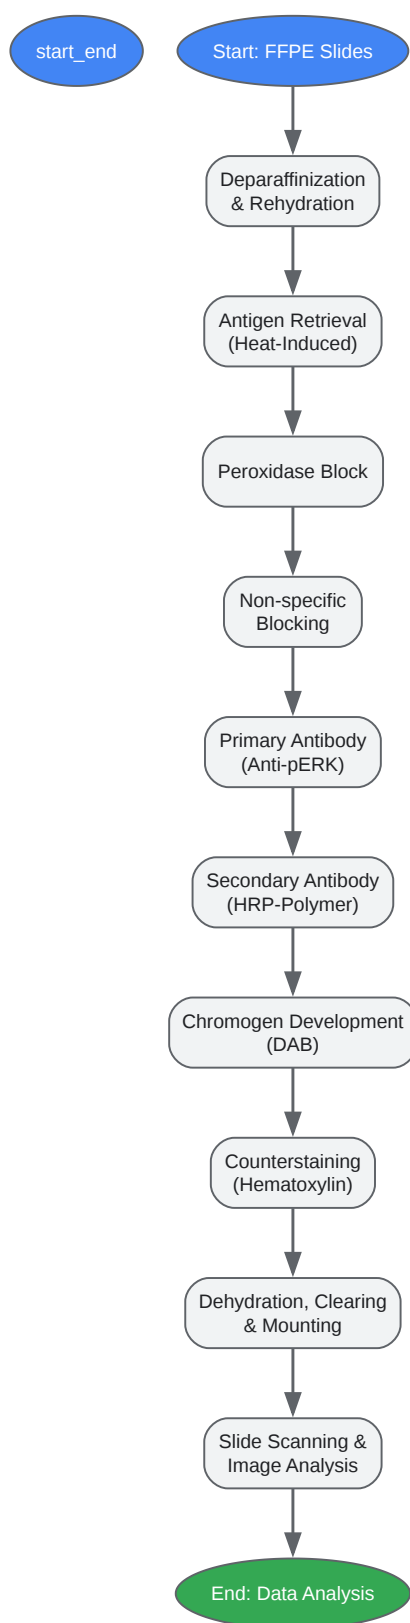 start_end
Start: FFPE Slides
Deparaffinization
& Rehydration
Antigen Retrieval
(Heat-Induced)
Peroxidase Block
Non-specific
Blocking
Primary Antibody
(Anti-pERK)
Secondary Antibody
(HRP-Polymer)
Chromogen Development
(DAB)
Counterstaining
(Hematoxylin)
Dehydration, Clearing
& Mounting
Slide Scanning &
Image Analysis
End: Data Analysis